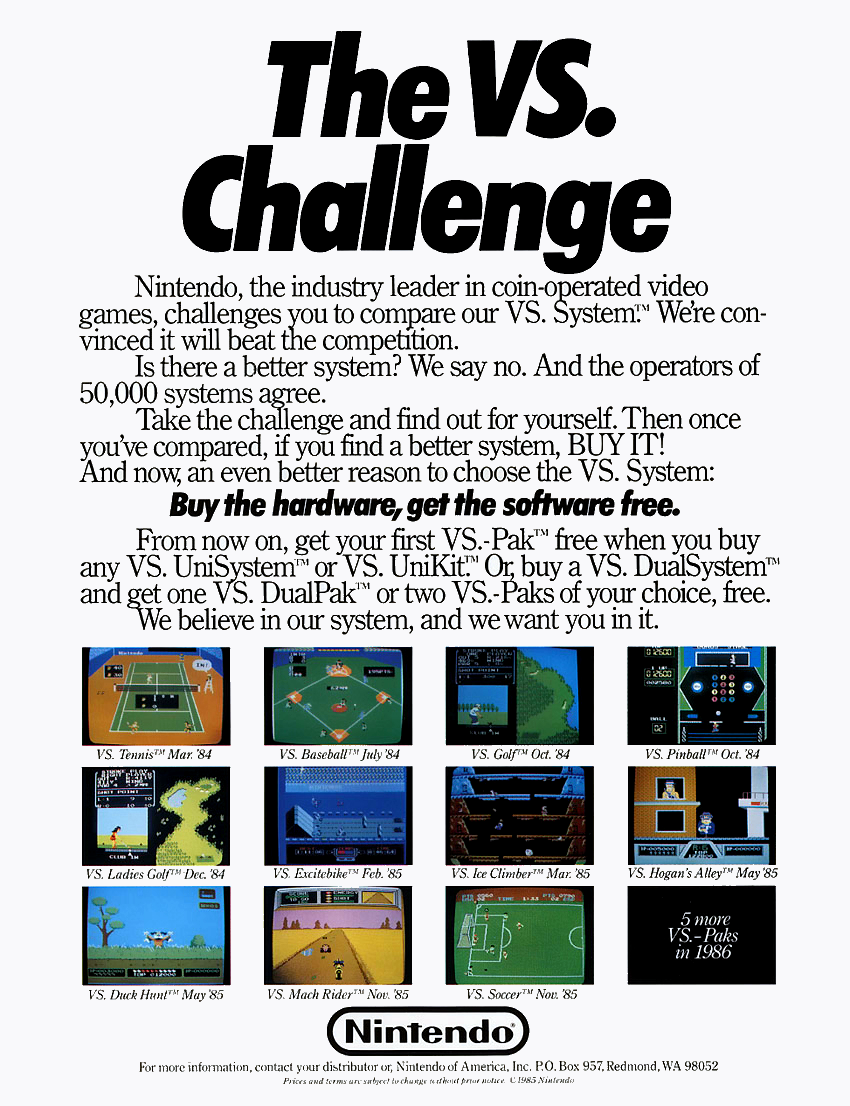 The VS.
Challenge
Nintendo, the industry leader in coin-operated video
games, challenges you to compare our VS. System.™ We're con-
vinced it will beat the competition.
Is there a better system? We say no. And the operators of
50,000 systems agree.
Take the challenge and find out for yourself. Then once
you've compared, if you find a better system, BUY IT!
And now, an even better reason to choose the VS. System:
Buy the hardware, get the software free.
From now on, get your first VS.-Pak™ free when you buy
any VS. UniSystem™ or VS. UniKit.™ Or, buy a VS. DualSystem™
and get one VS. DualPak™ or two VS.-Paks of your choice, free.
We believe in our system, and we want you in it.
Nintendo
IN!
VS. Tennis™ Mar. '84
VS. Baseball™ July '84
VS. Golf™ Oct. '84
VS. Pinball™ Oct. '84
SHOT POINT
CLUB 1W
VS. Ladies Golf™ Dec. '84
VS. Excitebike™ Feb. '85
VS. Ice Climber™ Mar. '85
VS. Hogan's Alley™ May '85
VS. Duck Hunt™ May '85
VS. Mach Rider™ Nov. '85
TIME
VS. Soccer™ Nov. '85
5 more
VS.-Paks
in 1986
Nintendo®
For more information, contact your distributor or, Nintendo of America, Inc. P.O. Box 957, Redmond, WA 98052
Prices and terms are subject to change without prior notice. © 1985 Nintendo